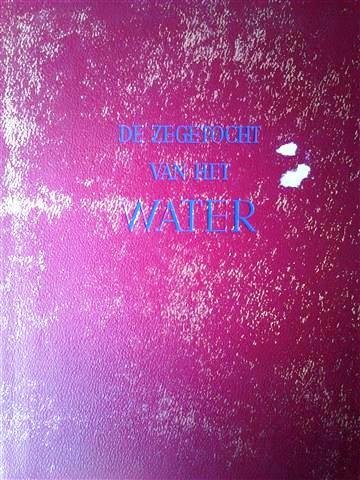 DE ZEGETOCHT
VAN HET
WATER